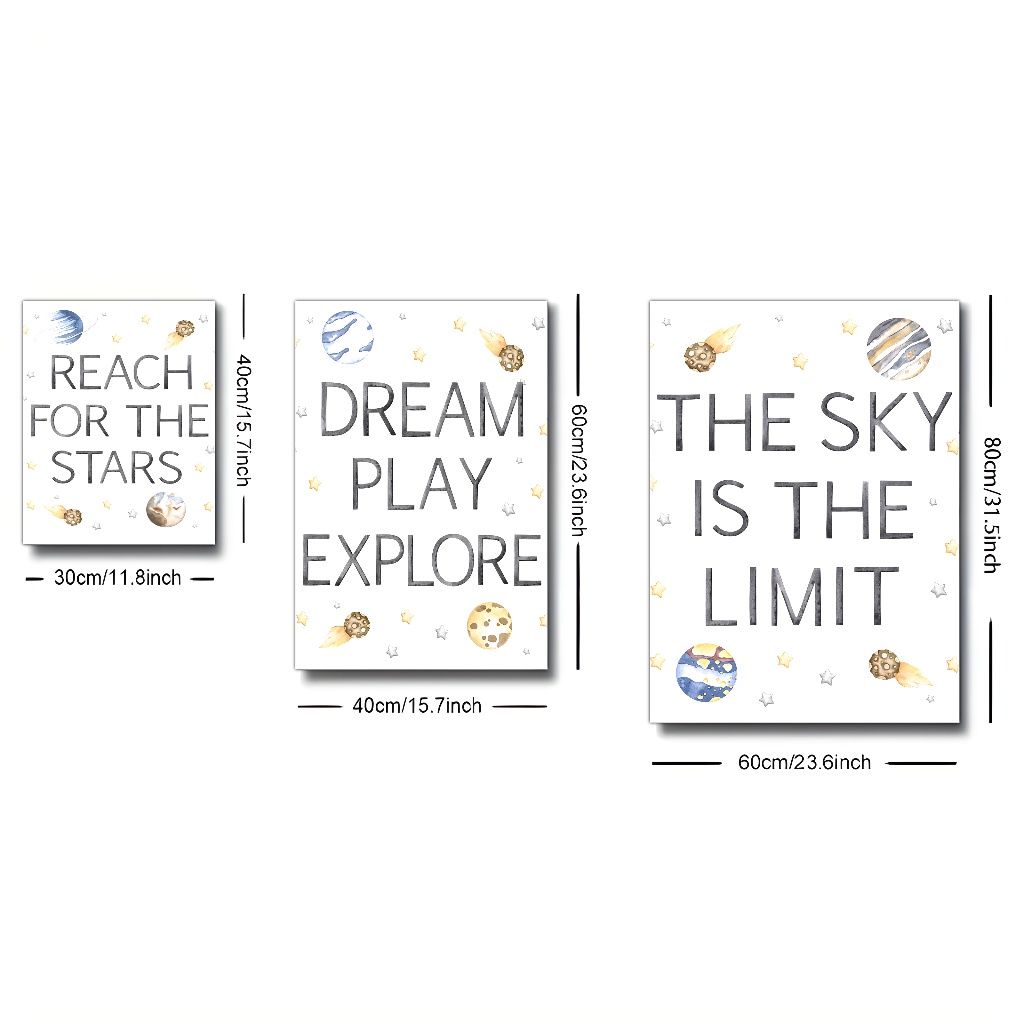 REACH
FOR THE
STARS
40cm/15.7inch
30cm/11.8inch
DREAM
PLAY
EXPLORE
60cm/23.6inch
40cm/15.7inch
THE SKY
IS THE
LIMIT
80cm/31.5inch
60cm/23.6inch